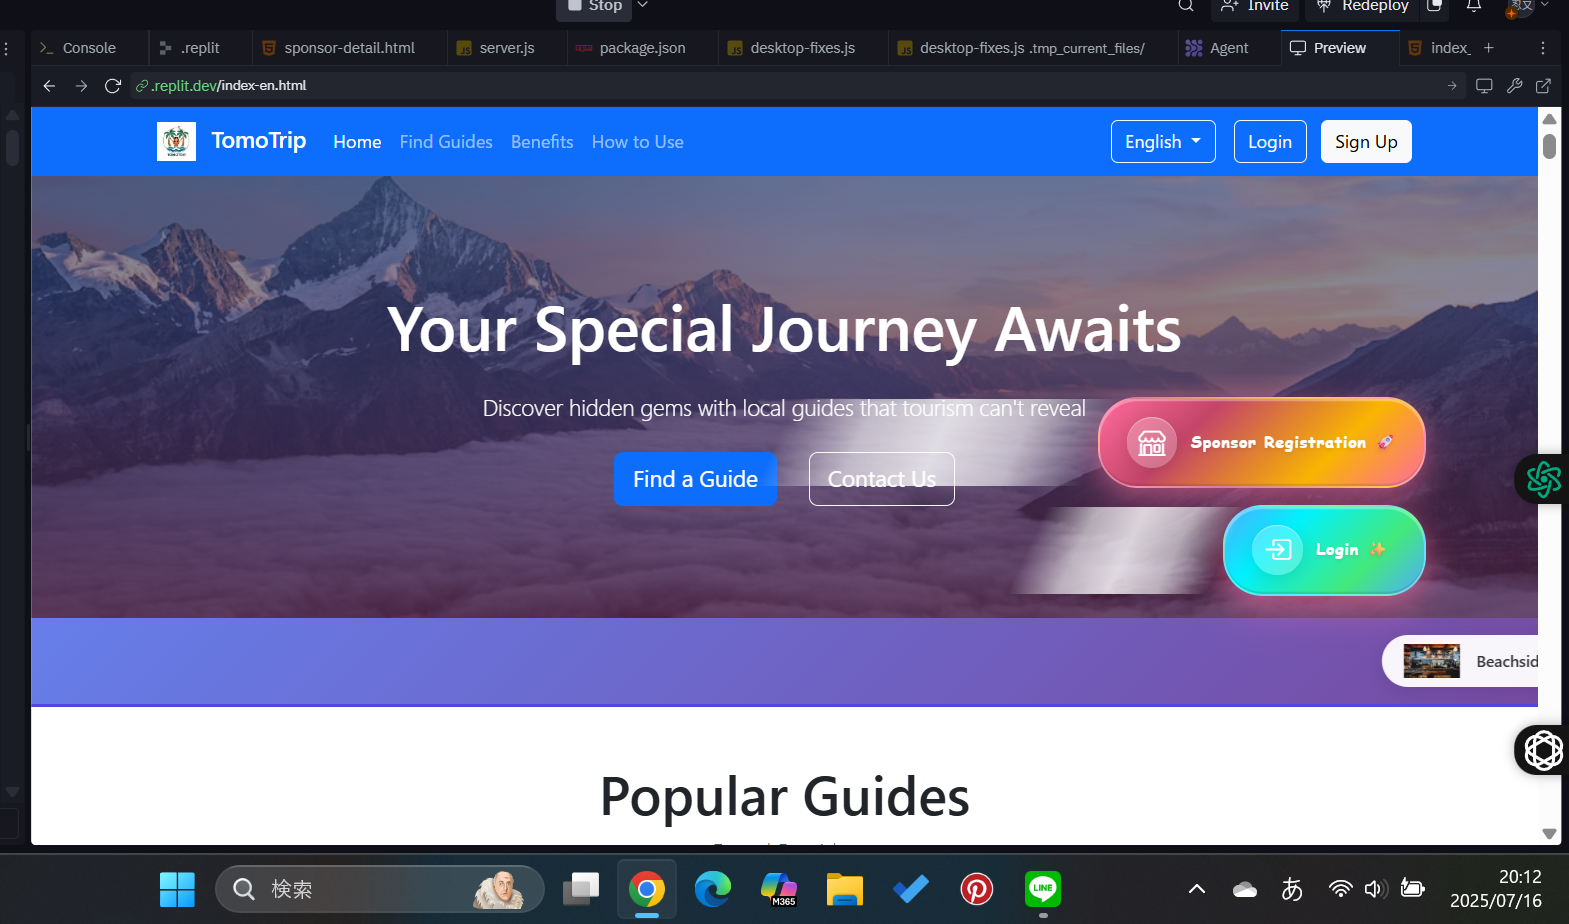 Stop
Invite
Redeploy
Console
.replit
sponsor-detail.html
server.js
package.json
desktop-fixes.js
desktop-fixes.js .tmp_current_files/
Agent
Preview
index_
.replit.dev/index-en.html
TomoTrip
Home
Find Guides
Benefits
How to Use
English
Login
Sign Up
Your Special Journey Awaits
Discover hidden gems with local guides that tourism can't reveal
Find a Guide
Contact Us
Sponsor Registration 🚀
Login ✨
Beachsid
Popular Guides
検索
M365
LINE
あ
20:12
2025/07/16